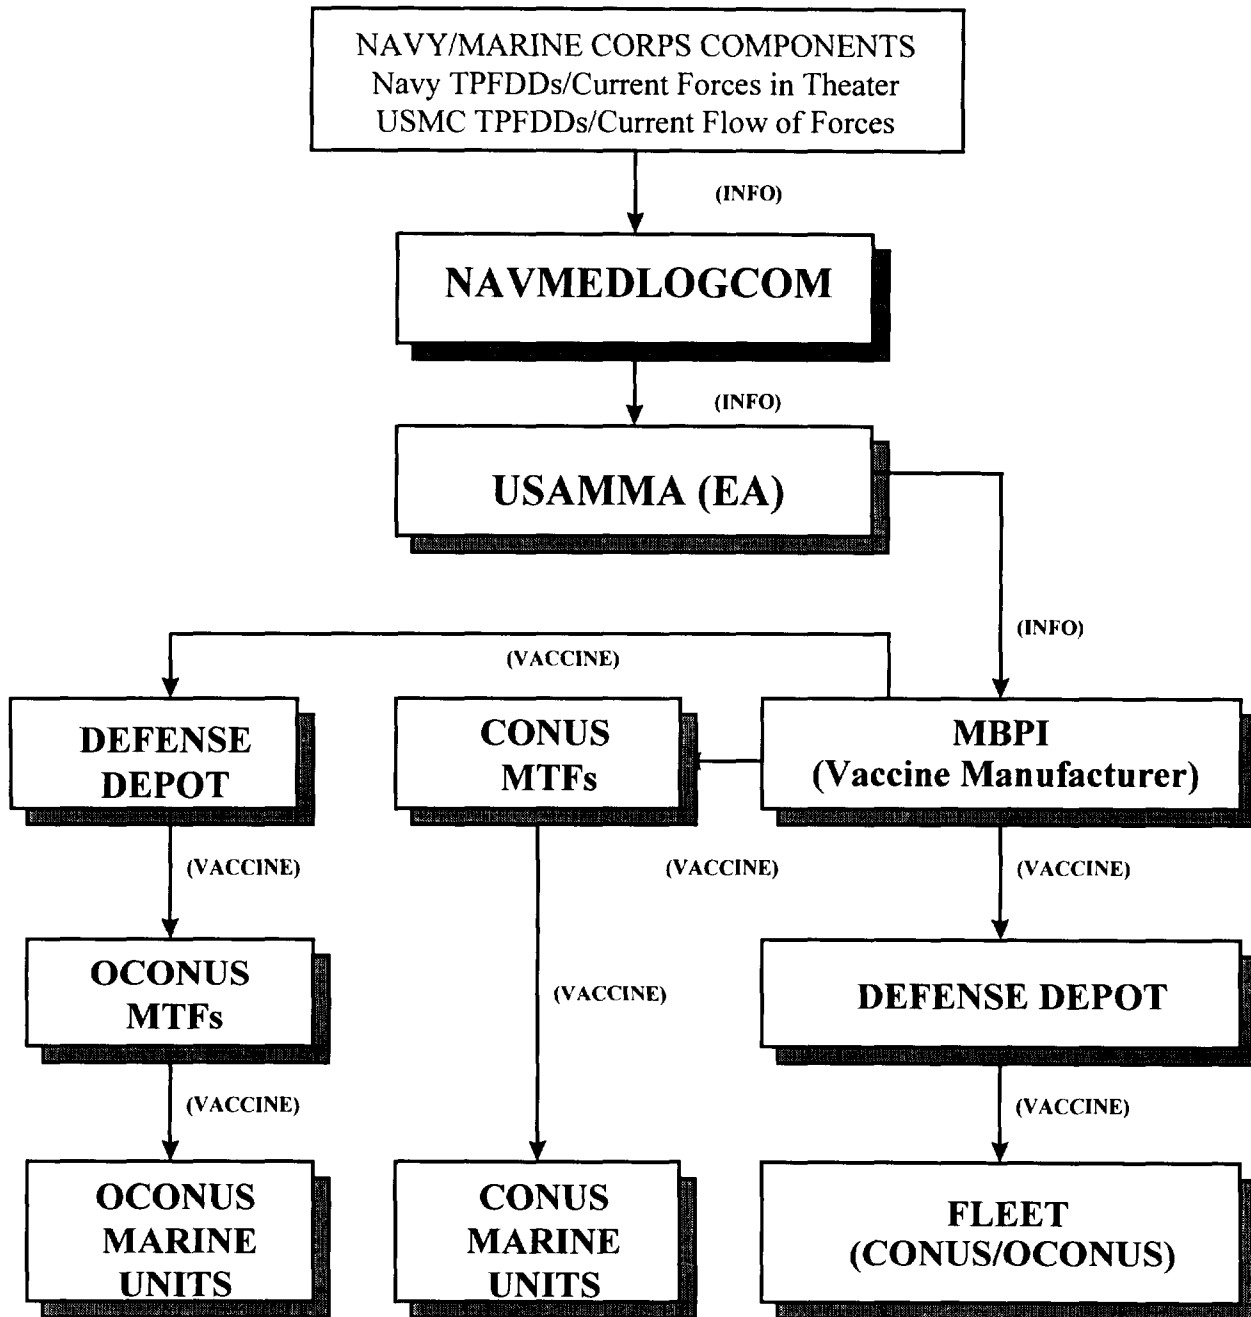 NAVY/MARINE CORPS COMPONENTS
Navy TPFDDs/Current Forces in Theater
USMC TPFDDs/Current Flow of Forces
(INFO)
NAVMEDLOGCOM
(INFO)
USAMMA (EA)
(INFO)
(VACCINE)
DEFENSE
DEPOT
CONUS
MTFs
MBPI
(Vaccine Manufacturer)
(VACCINE)
(VACCINE)
(VACCINE)
OCONUS
MTFs
(VACCINE)
DEFENSE DEPOT
(VACCINE)
(VACCINE)
OCONUS
MARINE
UNITS
CONUS
MARINE
UNITS
FLEET
(CONUS/OCONUS)